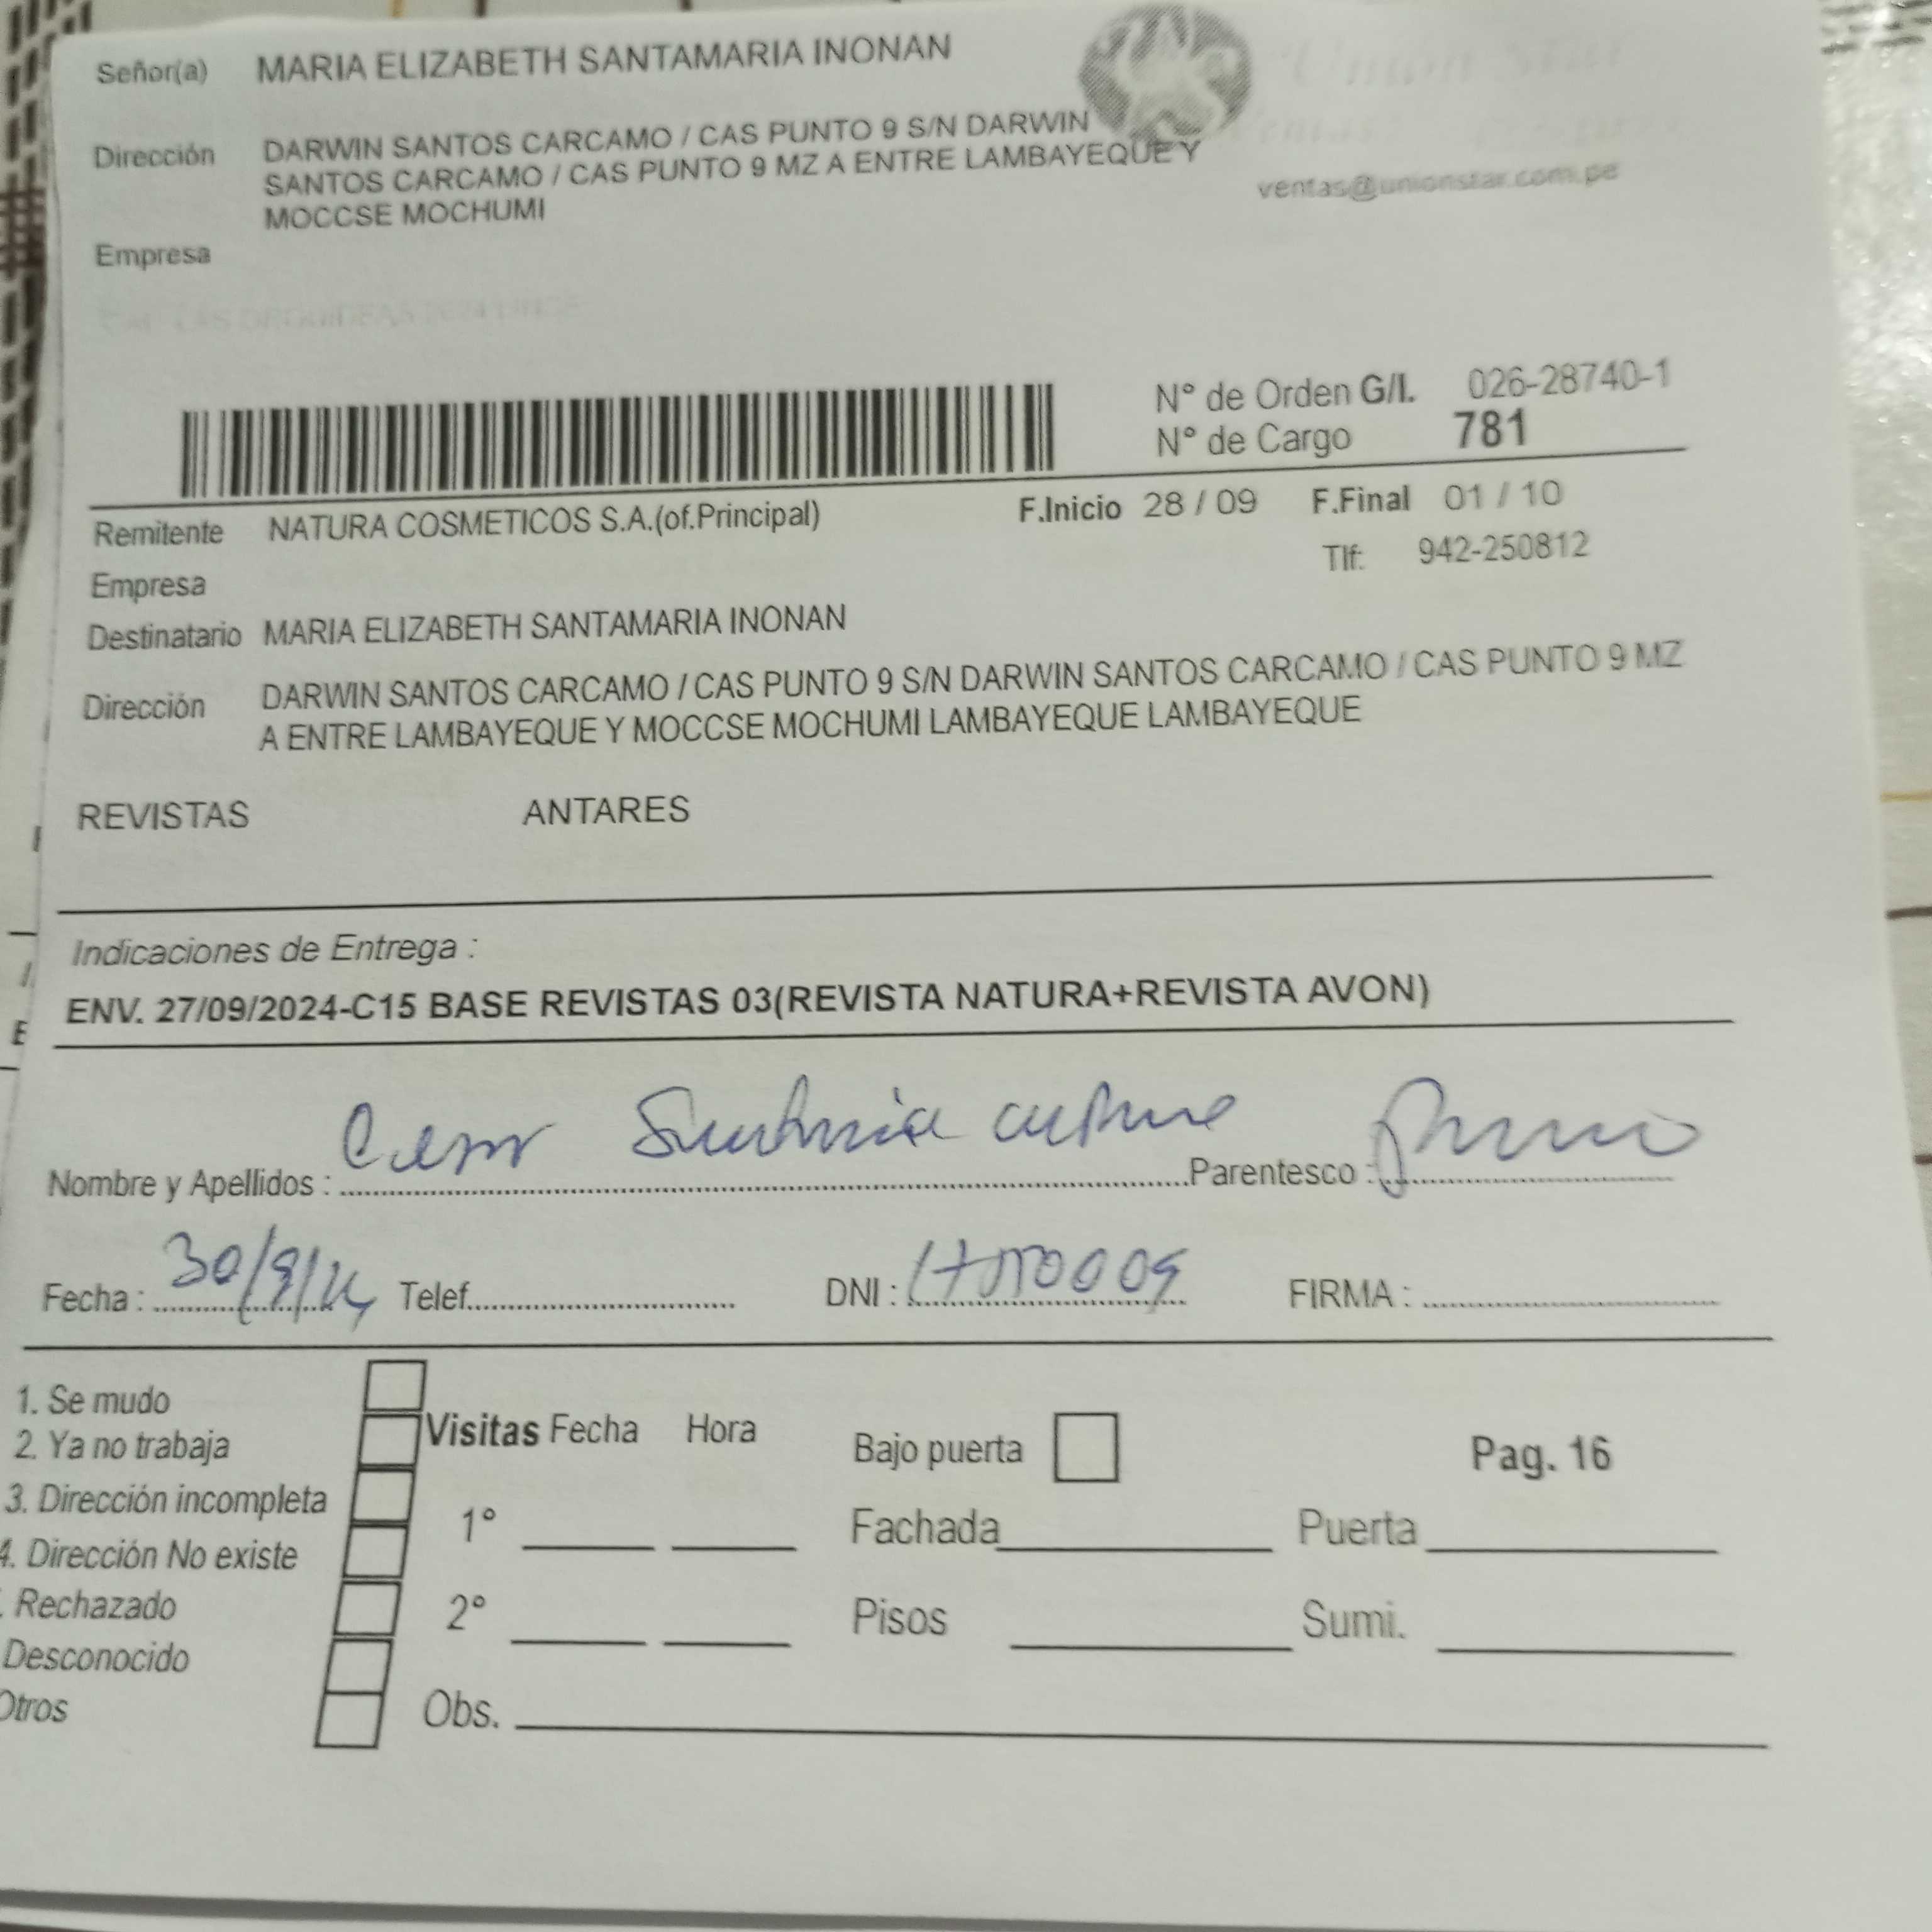 Señor(a) MARIA ELIZABETH SANTAMARIA INONAN
Dirección DARWIN SANTOS CARCAMO / CAS PUNTO 9 S/N DARWIN
SANTOS CARCAMO / CAS PUNTO 9 MZ A ENTRE LAMBAYEQUE Y
MOCCSE MOCHUMI
ventas@unionstar.com.pe
Empresa
N° de Orden G/I. 026-28740-1
N° de Cargo 781
Remitente NATURA COSMETICOS S.A.(of.Principal) F.Inicio 28 / 09 F.Final 01 / 10
Empresa Tlf: 942-250812
Destinatario MARIA ELIZABETH SANTAMARIA INONAN
Dirección DARWIN SANTOS CARCAMO / CAS PUNTO 9 S/N DARWIN SANTOS CARCAMO / CAS PUNTO 9 MZ
A ENTRE LAMBAYEQUE Y MOCCSE MOCHUMI LAMBAYEQUE LAMBAYEQUE
REVISTAS ANTARES
Indicaciones de Entrega :
ENV. 27/09/2024-C15 BASE REVISTAS 03(REVISTA NATURA+REVISTA AVON)
Nombre y Apellidos : Parentesco :
Fecha : 30/9/24 Telef. DNI : FIRMA :
1. Se mudo
2. Ya no trabaja
3. Dirección incompleta
4. Dirección No existe
. Rechazado
Desconocido
Otros
Visitas Fecha Hora
1°
2°
Obs.
Bajo puerta Pag. 16
Fachada Puerta
Pisos Sumi.